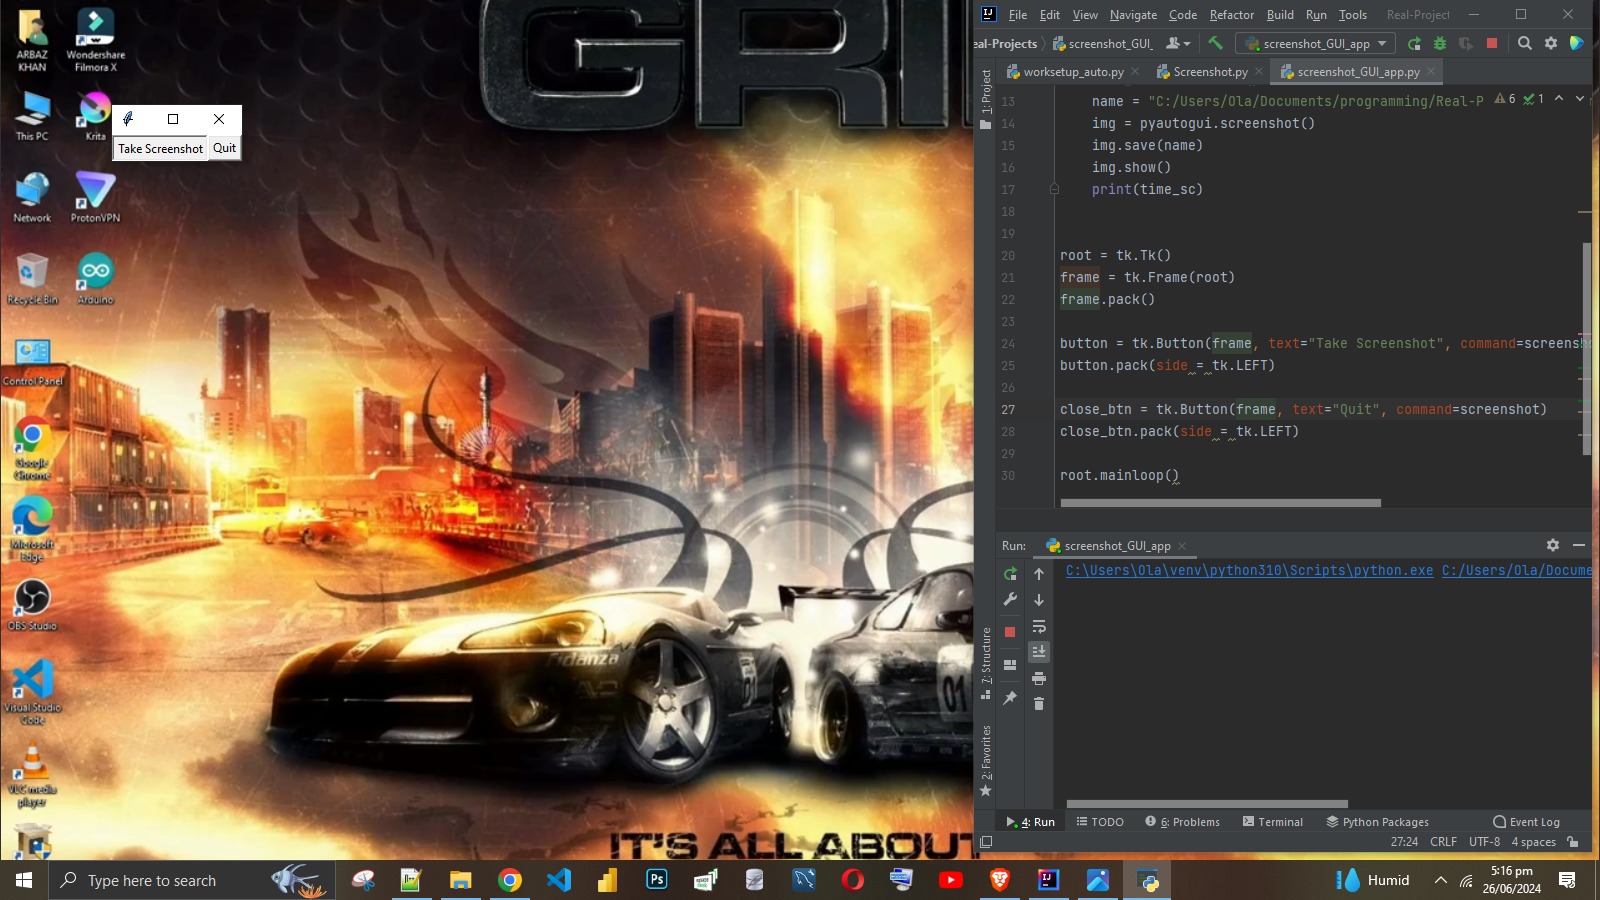 ARBAZ
KHAN
Wondershare
Filmora X
This PC
Krita
Network
ProtonVPN
Recycle Bin
Arduino
Control Panel
Google
Chrome
Microsoft
Edge
OBS Studio
Visual Studio
Code
VLC media
player
Take Screenshot
Quit
GRI
Fidanza
01
IT'S ALL ABOUT
File Edit View Navigate Code Refactor Build Run Tools Real-Project
eal-Projects screenshot_GUI_ screenshot_GUI_app
worksetup_auto.py Screenshot.py screenshot_GUI_app.py
1: Project
6 1
13 name = "C:/Users/Ola/Documents/programming/Real-P
14 img = pyautogui.screenshot()
15 img.save(name)
16 img.show()
17 print(time_sc)
18
19
20 root = tk.Tk()
21 frame = tk.Frame(root)
22 frame.pack()
23
24 button = tk.Button(frame, text="Take Screenshot", command=screensho
25 button.pack(side = tk.LEFT)
26
27 close_btn = tk.Button(frame, text="Quit", command=screenshot)
28 close_btn.pack(side = tk.LEFT)
29
30 root.mainloop()
Run: screenshot_GUI_app
C:\Users\Ola\venv\python310\Scripts\python.exe C:/Users/Ola/Docume
7: Structure
2: Favorites
4: Run TODO 6: Problems Terminal Python Packages Event Log
27:24 CRLF UTF-8 4 spaces
Type here to search
Ps
Humid
5:16 pm
26/06/2024